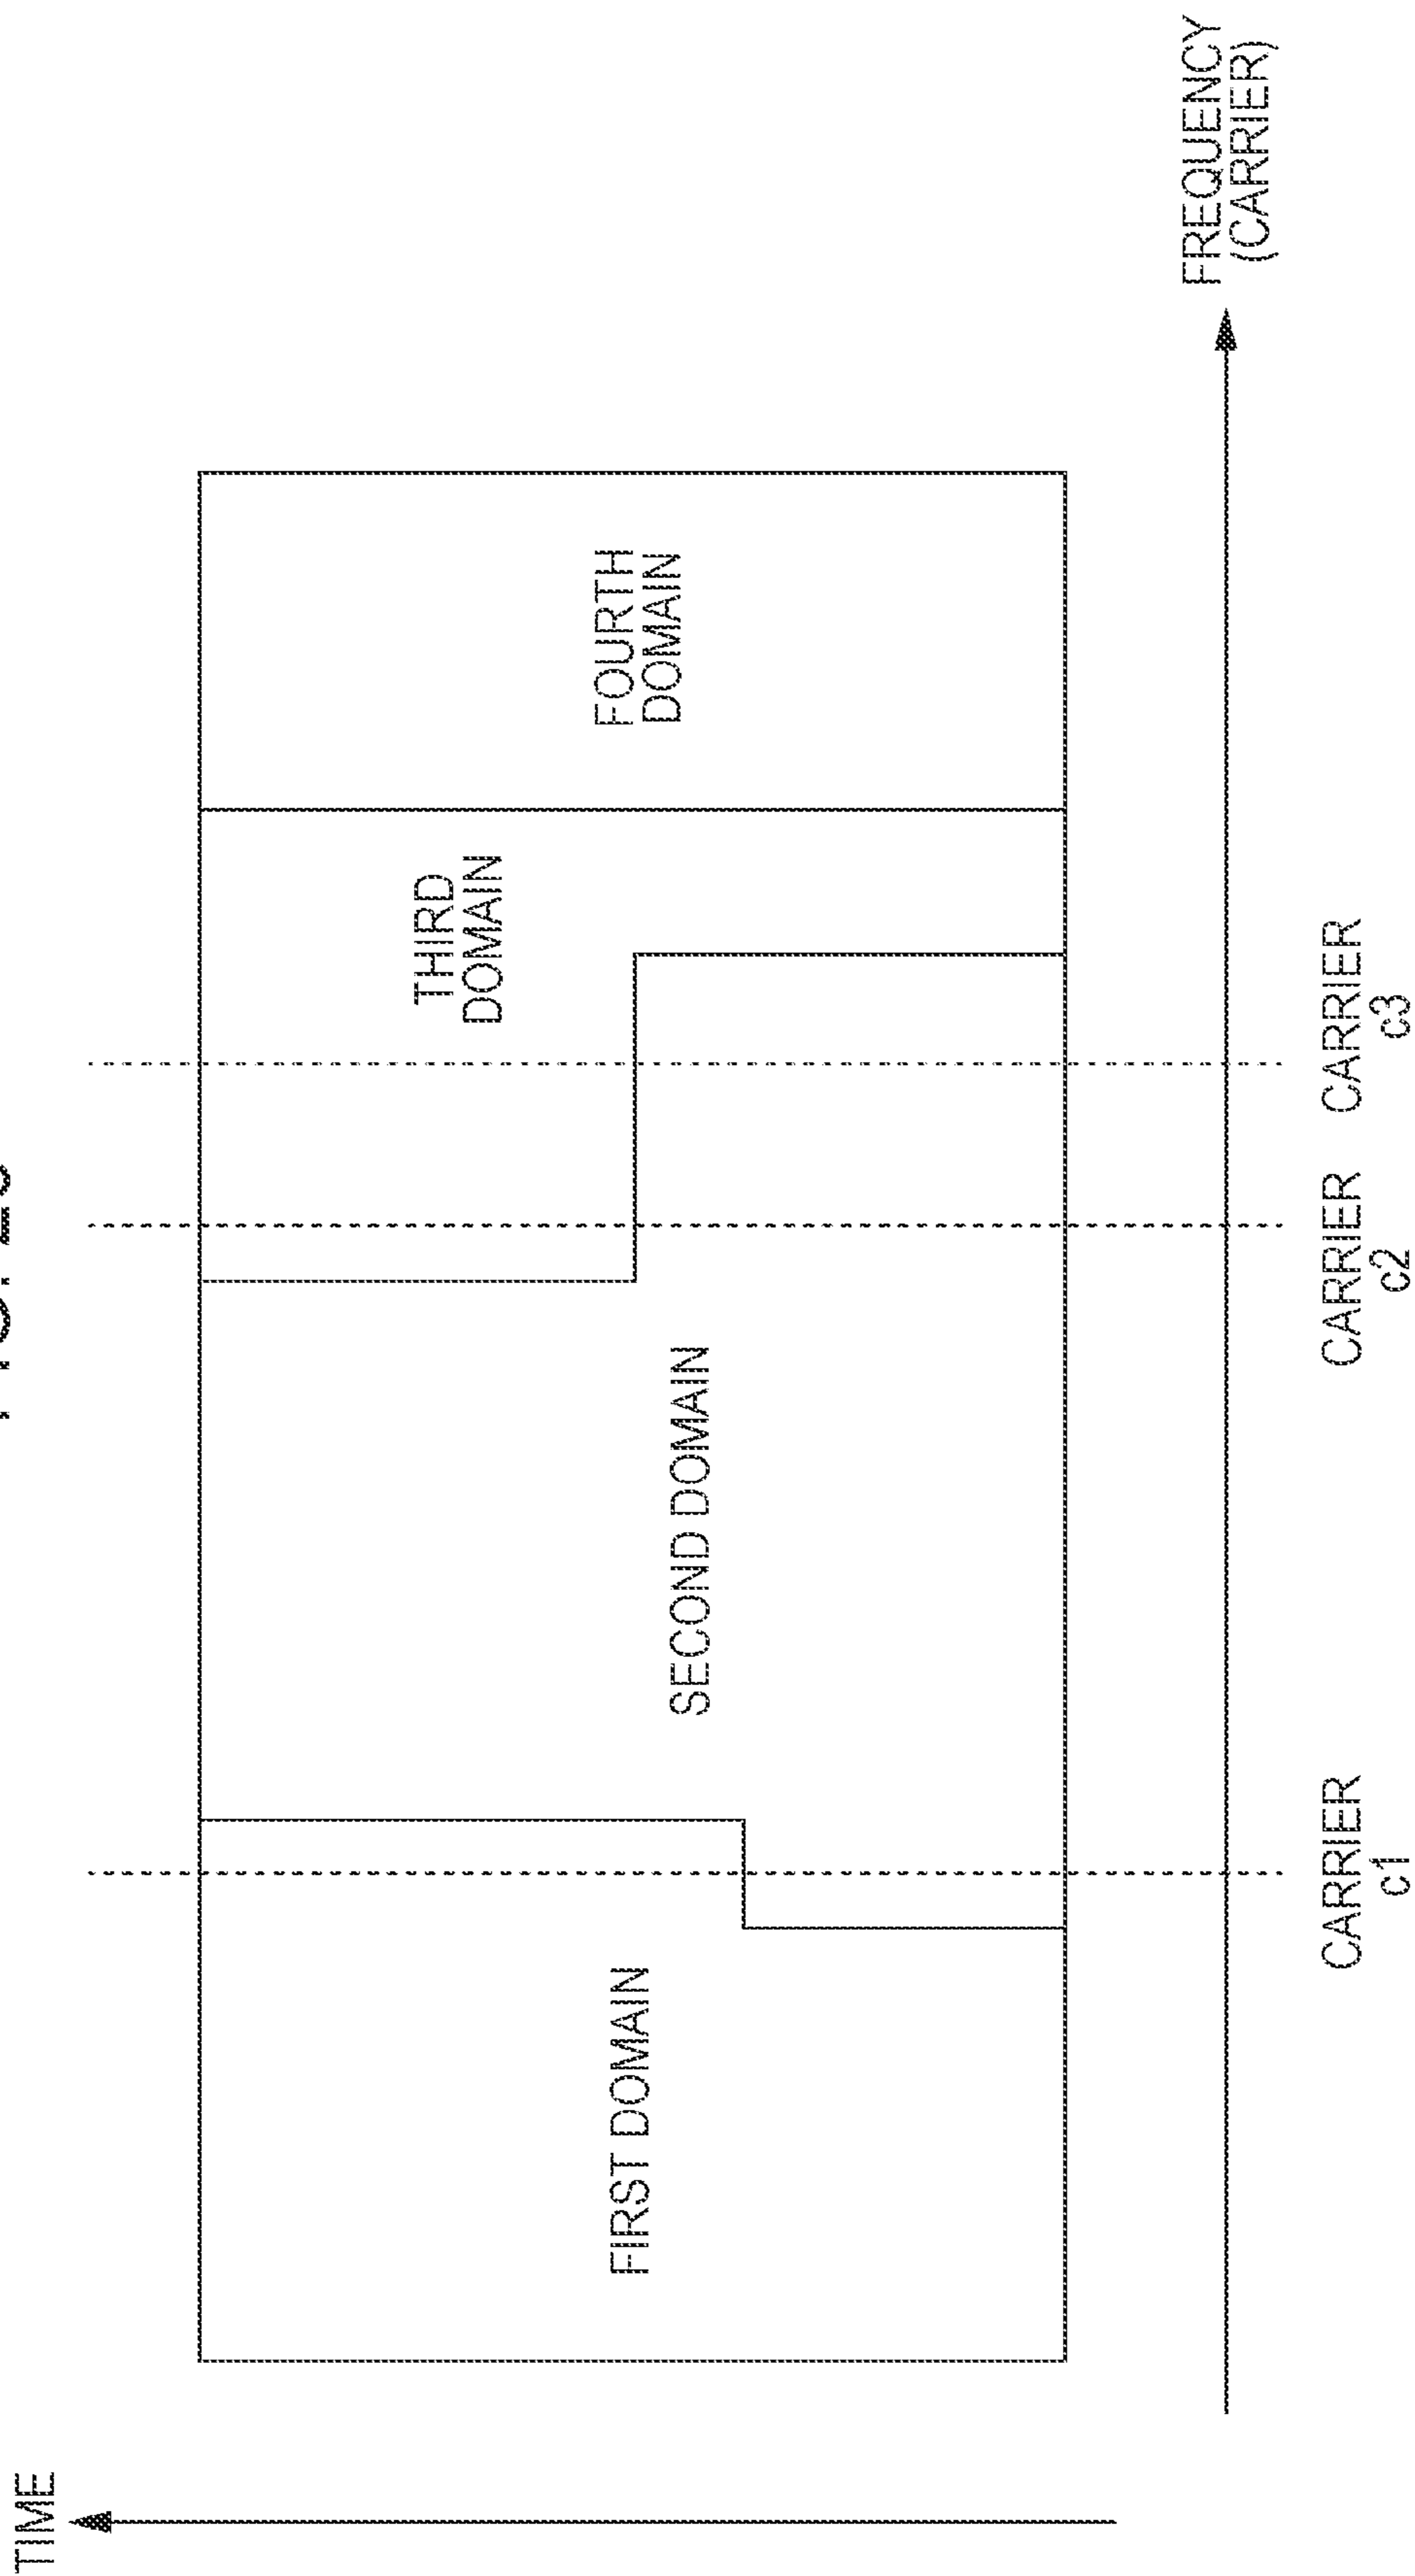 TIME
FIRST DOMAIN
SECOND DOMAIN
THIRD
DOMAIN
FOURTH
DOMAIN
FREQUENCY
(CARRIER)
CARRIER
c1
CARRIER
c2
CARRIER
c3